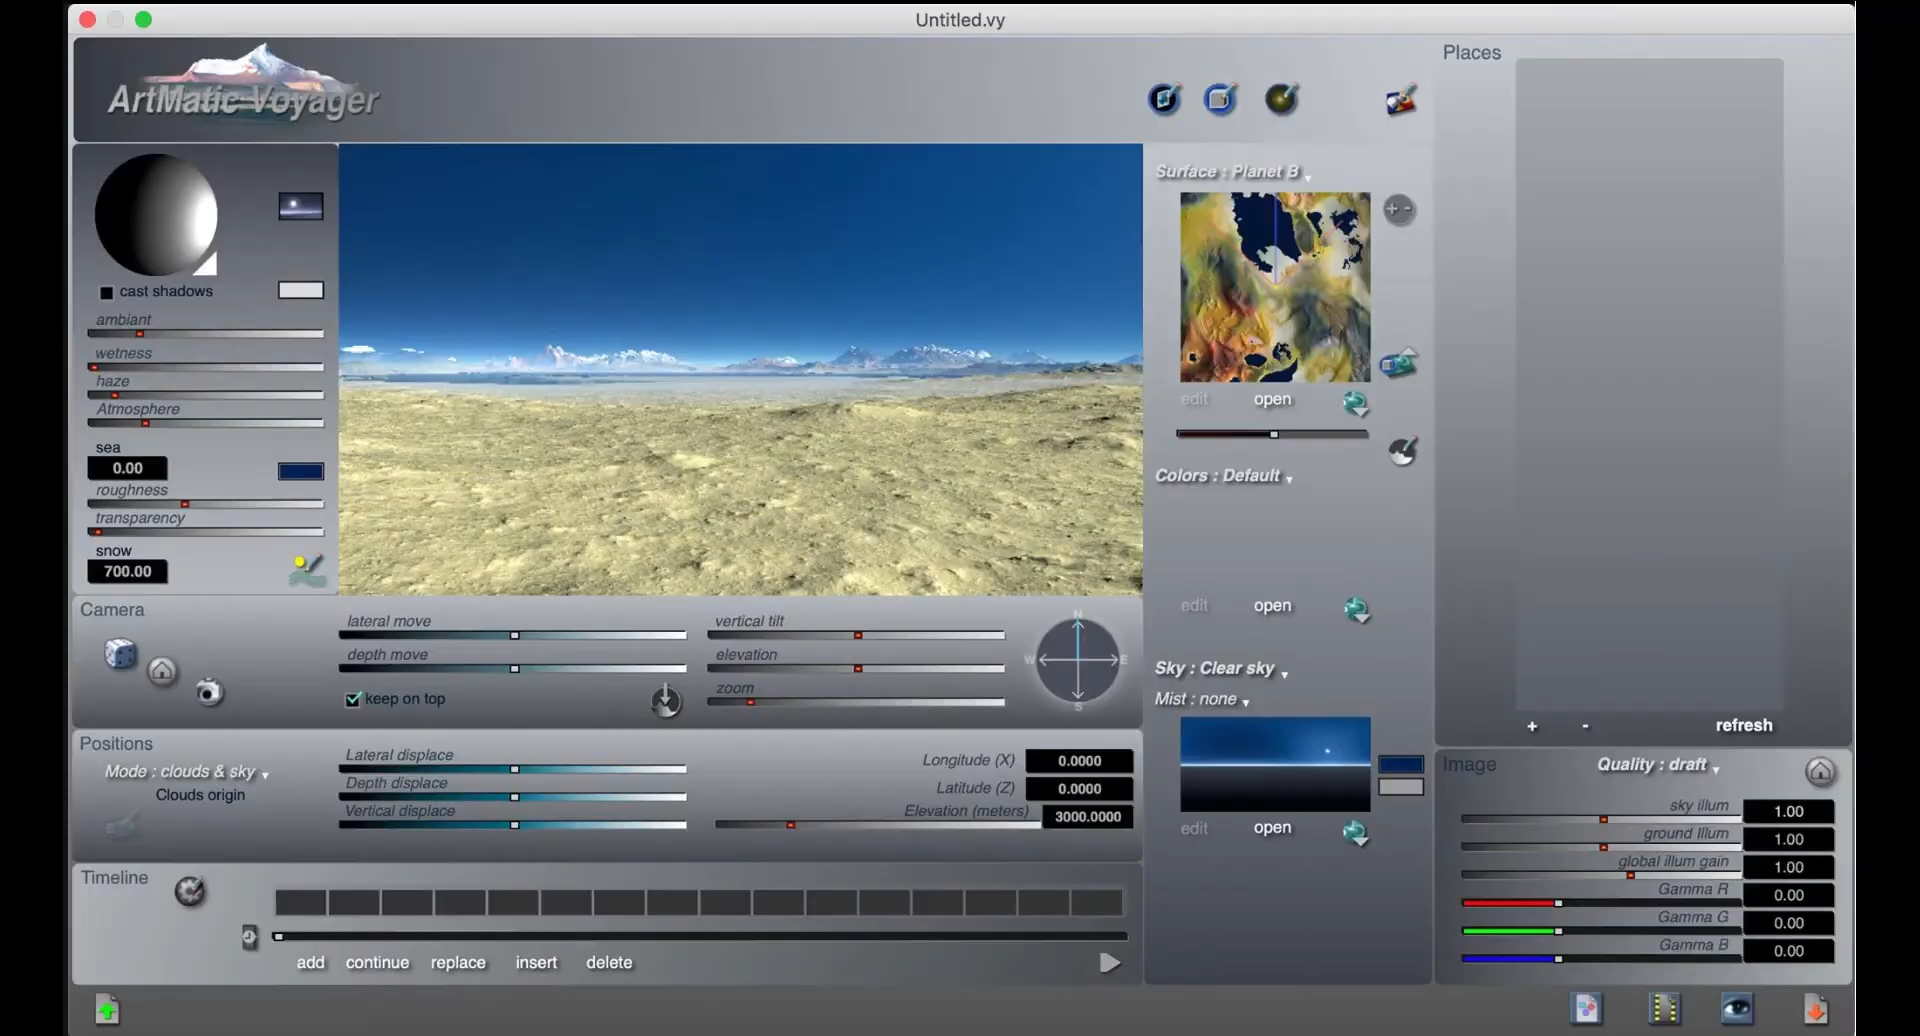 Untitled.vy
ArtMatic Voyager
cast shadows
ambiant
wetness
haze
Atmosphere
sea
0.00
roughness
transparency
snow
700.00
Surface : Planet B
edit open
Colors : Default
edit open
Sky : Clear sky
Mist : none
edit open
Places
+ - refresh
Camera
lateral move
depth move
keep on top
vertical tilt
elevation
zoom
N
W E
S
Positions
Mode : clouds & sky
Clouds origin
Lateral displace
Depth displace
Vertical displace
Longitude (X) 0.0000
Latitude (Z) 0.0000
Elevation (meters) 3000.0000
Timeline
add continue replace insert delete
Image
Quality : draft
sky illum 1.00
ground Illum 1.00
global illum gain 1.00
Gamma R 0.00
Gamma G 0.00
Gamma B 0.00